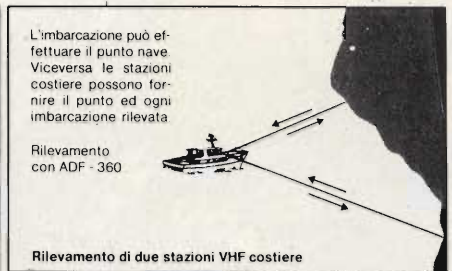 L'imbarcazione può ef-
fettuare il punto nave.
Viceversa le stazioni
costiere possono for-
nire il punto ed ogni
imbarcazione rilevata
Rilevamento
con ADF - 360
Rilevamento di due stazioni VHF costiere